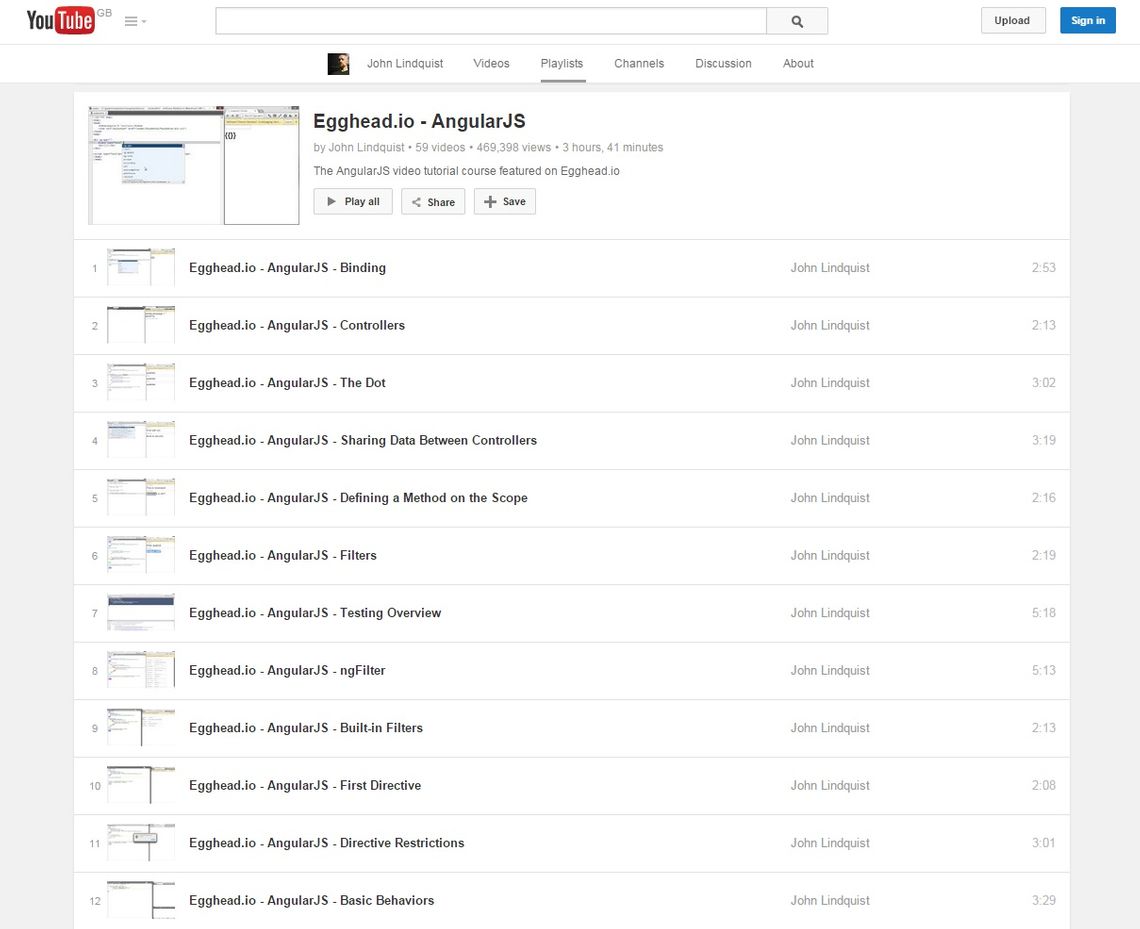 YouTube GB
Upload
Sign in
John Lindquist Videos Playlists Channels Discussion About
Egghead.io - AngularJS
by John Lindquist • 59 videos • 469,398 views • 3 hours, 41 minutes
The AngularJS video tutorial course featured on Egghead.io
Play all Share Save
1 Egghead.io - AngularJS - Binding John Lindquist 2:53
2 Egghead.io - AngularJS - Controllers John Lindquist 2:13
3 Egghead.io - AngularJS - The Dot John Lindquist 3:02
4 Egghead.io - AngularJS - Sharing Data Between Controllers John Lindquist 3:19
5 Egghead.io - AngularJS - Defining a Method on the Scope John Lindquist 2:16
6 Egghead.io - AngularJS - Filters John Lindquist 2:19
7 Egghead.io - AngularJS - Testing Overview John Lindquist 5:18
8 Egghead.io - AngularJS - ngFilter John Lindquist 5:13
9 Egghead.io - AngularJS - Built-in Filters John Lindquist 2:13
10 Egghead.io - AngularJS - First Directive John Lindquist 2:08
11 Egghead.io - AngularJS - Directive Restrictions John Lindquist 3:01
12 Egghead.io - AngularJS - Basic Behaviors John Lindquist 3:29